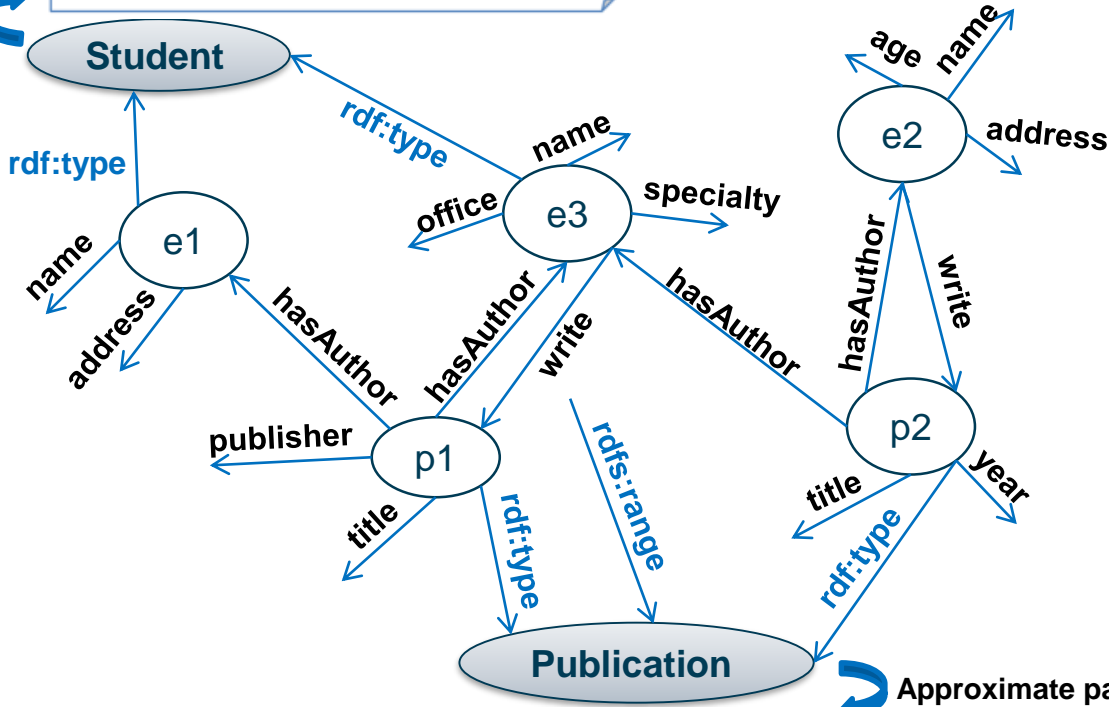 Student
name
age
e2
address
rdf:type
name
rdf:type
office
e3
specialty
e1
name
address
hasAuthor
hasAuthor
write
hasAuthor
hasAuthor
write
publisher
p1
title
rdf:type
rdfs:range
p2
title
year
rdf:type
Publication
Approximate pa